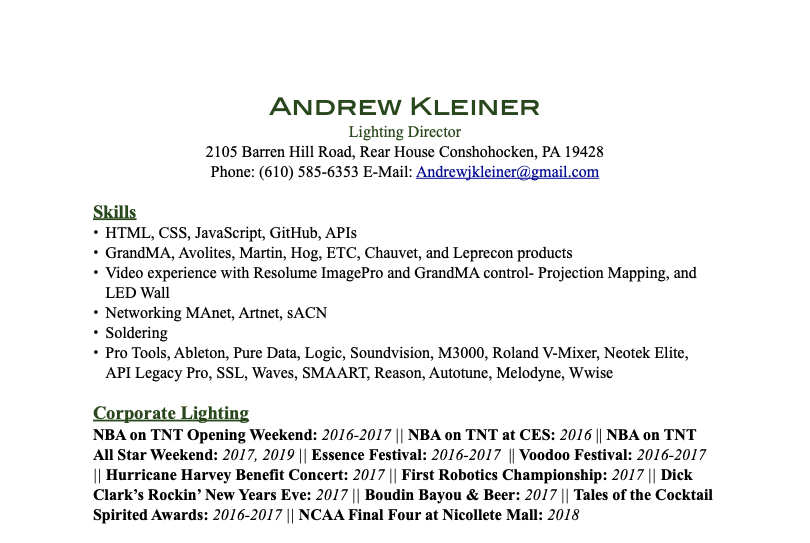 ANDREW KLEINER
Lighting Director
2105 Barren Hill Road, Rear House Conshohocken, PA 19428
Phone: (610) 585-6353 E-Mail: Andrewjkleiner@gmail.com
Skills
• HTML, CSS, JavaScript, GitHub, APIs
• GrandMA, Avolites, Martin, Hog, ETC, Chauvet, and Leprecon products
• Video experience with Resolume ImagePro and GrandMA control- Projection Mapping, and
LED Wall
• Networking MAnet, Artnet, sACN
• Soldering
• Pro Tools, Ableton, Pure Data, Logic, Soundvision, M3000, Roland V-Mixer, Neotek Elite,
API Legacy Pro, SSL, Waves, SMAART, Reason, Autotune, Melodyne, Wwise
Corporate Lighting
NBA on TNT Opening Weekend: 2016-2017 || NBA on TNT at CES: 2016 || NBA on TNT
All Star Weekend: 2017, 2019 || Essence Festival: 2016-2017 || Voodoo Festival: 2016-2017
|| Hurricane Harvey Benefit Concert: 2017 || First Robotics Championship: 2017 || Dick
Clark’s Rockin’ New Years Eve: 2017 || Boudin Bayou & Beer: 2017 || Tales of the Cocktail
Spirited Awards: 2016-2017 || NCAA Final Four at Nicollete Mall: 2018